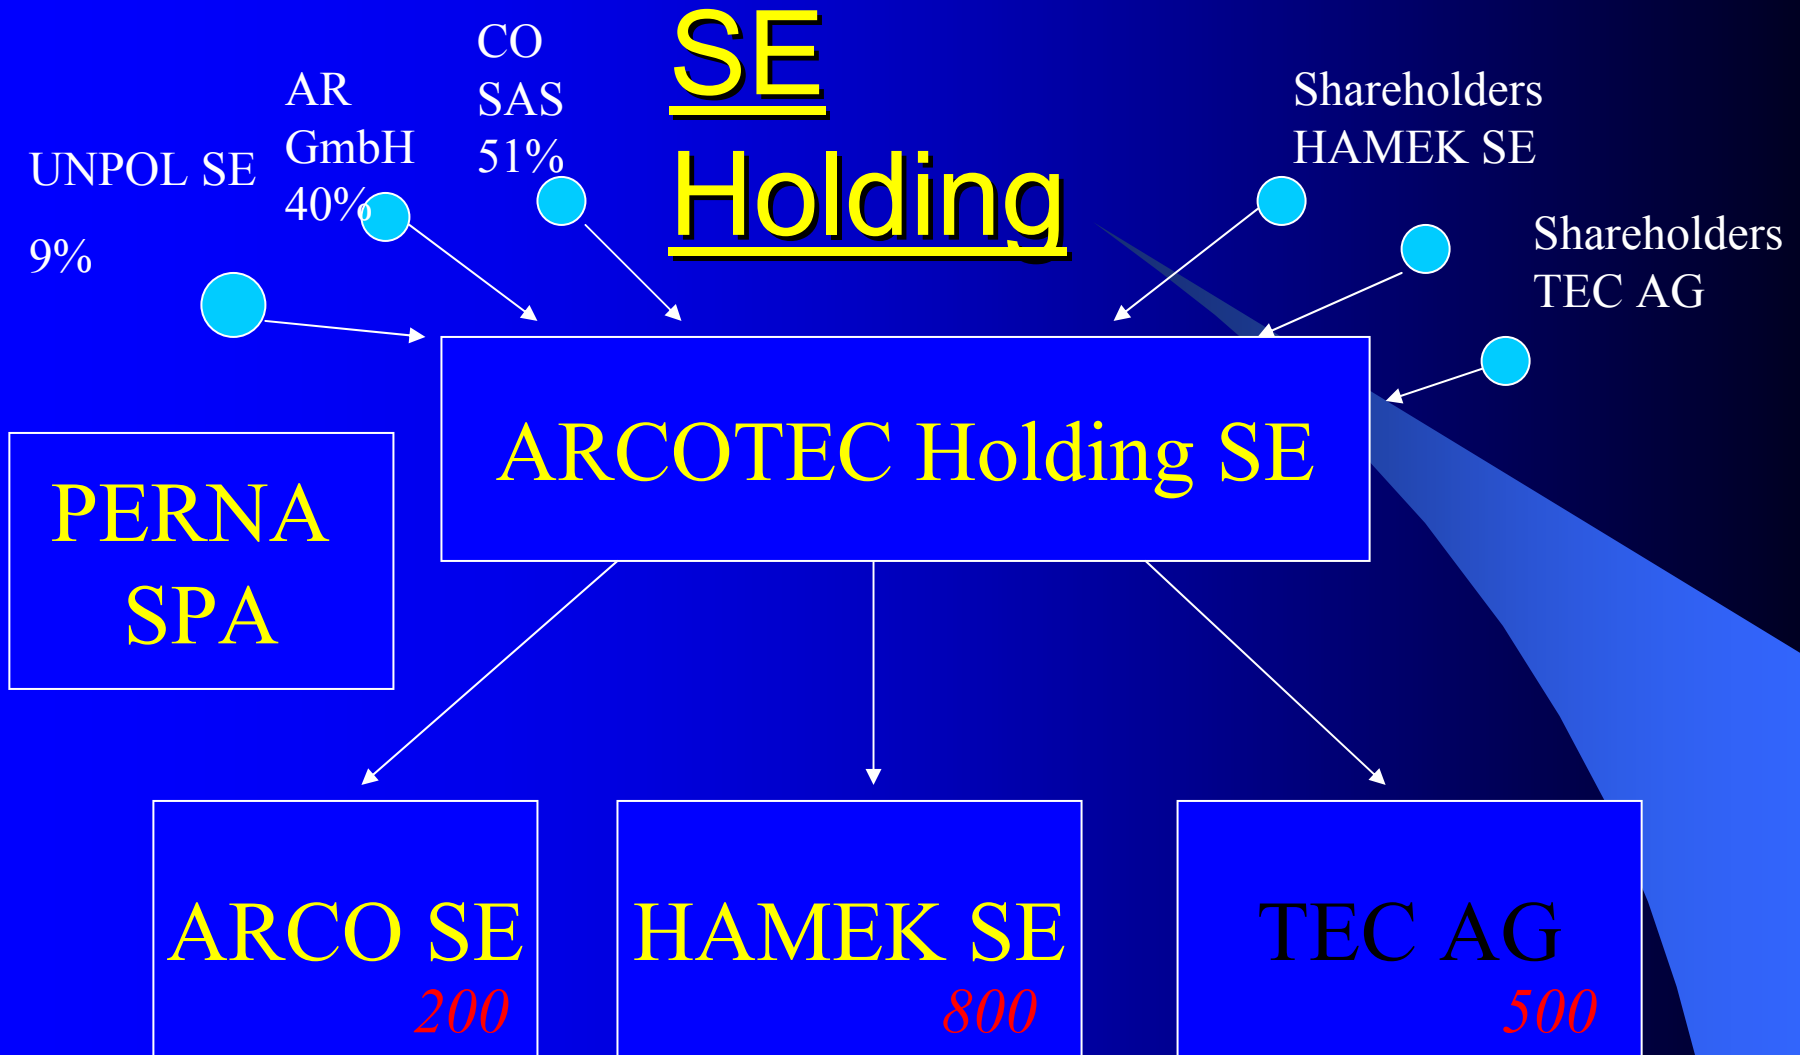 SE
Holding
UNPOL SE
9%
AR
GmbH
40%
CO
SAS
51%
Shareholders
HAMEK SE
Shareholders
TEC AG
ARCOTEC Holding SE
PERNA
SPA
ARCO SE
200
HAMEK SE
800
TEC AG
500